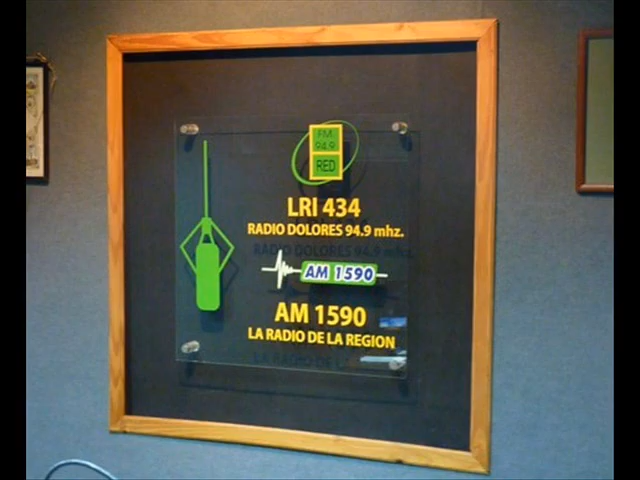 FM
94.9
RED
LRI 434
RADIO DOLORES 94.9 mhz.
AM 1590
AM 1590
LA RADIO DE LA REGION